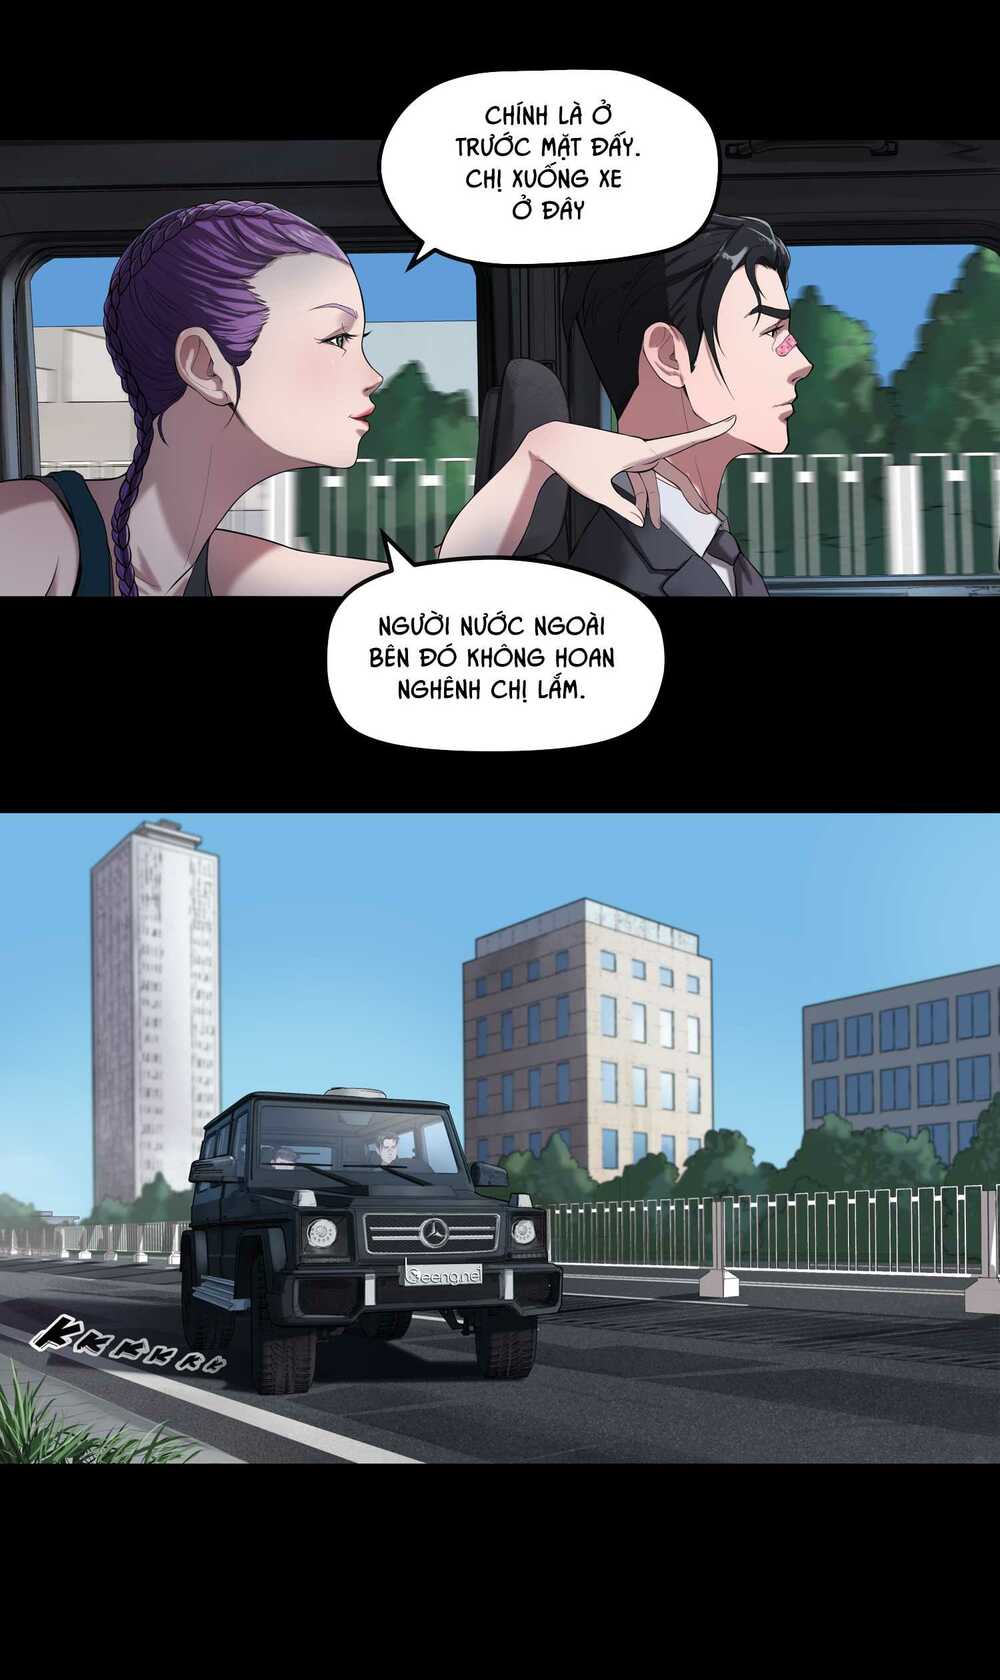 CHÍNH LÀ Ở
TRƯỚC MẶT ĐẤY.
CHỊ XUỐNG XE
Ở ĐÂY
NGƯỜI NƯỚC NGOÀI
BÊN ĐÓ KHÔNG HOAN
NGHÊNH CHỊ LẮM.
Geeng.net
KKKKKKK